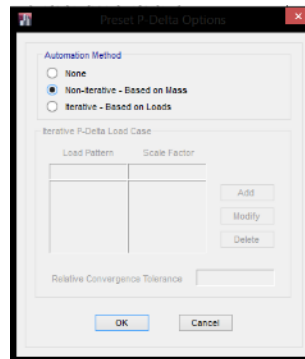 Preset P-Delta Options
Automation Method
None
Non-iterative - Based on Mass
Iterative - Based on Loads
Iterative P-Delta Load Case
Load Pattern Scale Factor
Add
Modify
Delete
Relative Convergence Tolerance
OK Cancel